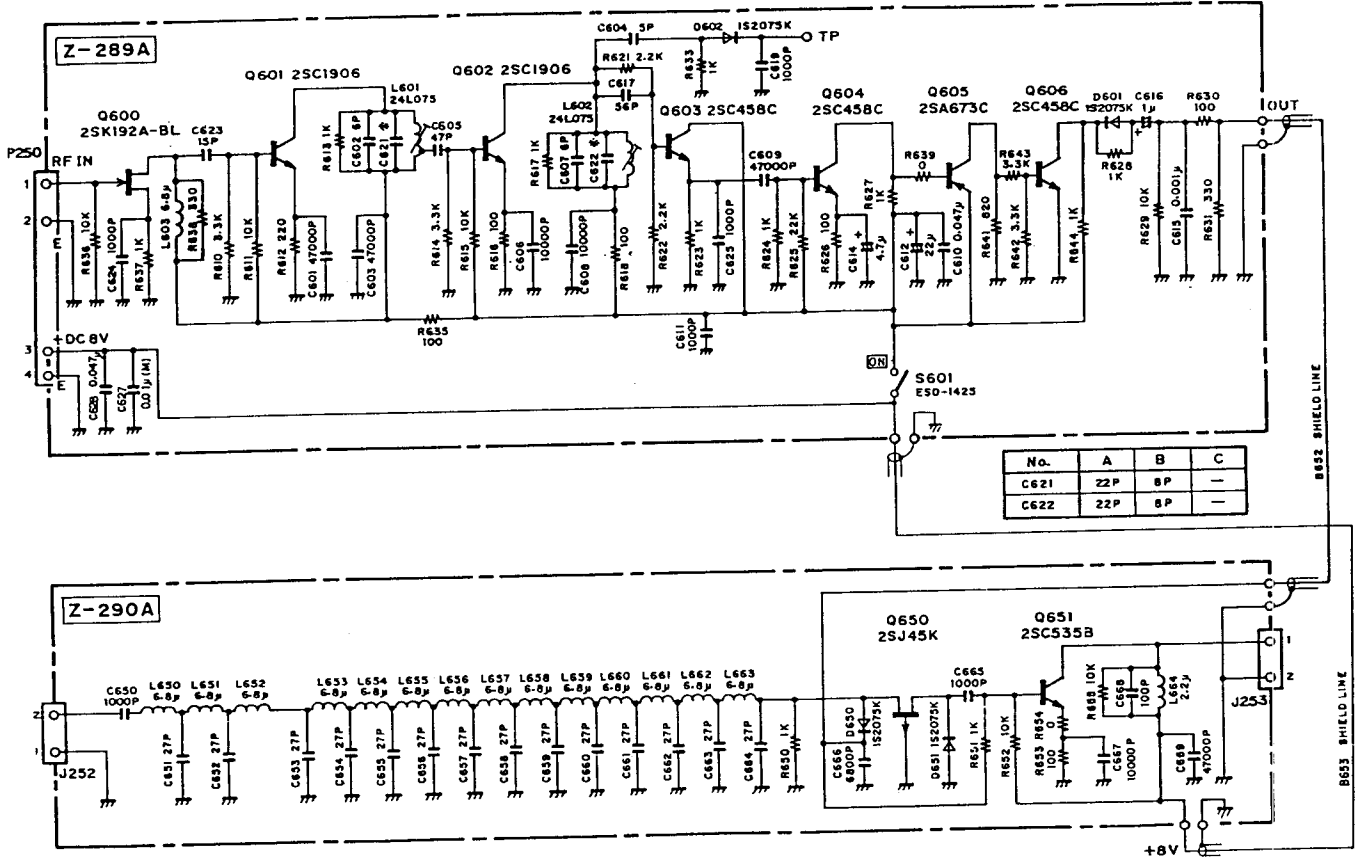 Z-289A
C604 5P
D602 1S2075K
TP
R621 2.2K
R633 1K
C619 1000P
C617 56P
Q601 2SC1906
L601 24L075
Q602 2SC1906
L602 24L075
Q603 2SC458C
Q604 2SC458C
Q605 2SA673C
Q606 2SC458C
D601 1S2075K
C616 1μ
R630 100
OUT
Q600 2SK192A-BL
C623 15P
R613 1K
C602 6P
C621 *
C605 47P
R617 1K
C607 6P
C622 *
C609 47000P
R627 1K
R639 0
R643 3.3K
R628 1K
P250
RF IN
1
2
E
R636 10K
C624 1000P
R637 1K
L603 6.8μ
R638 330
R610 3.3K
R611 10K
R612 220
C601 47000P
C603 47000P
R614 3.3K
R615 10K
R616 100
C606 10000P
C608 10000P
R618 100
R622 2.2K
R623 1K
C625 1000P
R624 1K
R625 22K
R626 100
C614 4.7μ
C612 22μ
C610 0.047μ
R641 820
R642 3.3K
R644 1K
R629 10K
C615 0.001μ
R631 330
R635 100
C611 1000P
3
+DC 8V
4
E
C628 0.047μ
C627 0.01μ(M)
ON
S601
ESD-1425
No. A B C
C621 22P 8P —
C622 22P 8P —
B652 SHIELD LINE
Z-290A
Q650 2SJ45K
Q651 2SC535B
C650 1000P
L650 6.8μ
L651 6.8μ
L652 6.8μ
L653 6.8μ
L654 6.8μ
L655 6.8μ
L656 6.8μ
L657 6.8μ
L658 6.8μ
L659 6.8μ
L660 6.8μ
L661 6.8μ
L662 6.8μ
L663 6.8μ
C665 1000P
1
2
J253
2
1
J252
C651 27P
C652 27P
C653 27P
C654 27P
C655 27P
C656 27P
C657 27P
C658 27P
C659 27P
C660 27P
C661 27P
C662 27P
C663 27P
C664 27P
R650 1K
D650 1S2075K
C666 6800P
D651 1S2075K
R651 1K
R652 10K
R654 0
R653 100
C667 10000P
R658 10K
C668 100P
L664 2.2μ
C669 47000P
B653 SHIELD LINE
+8V